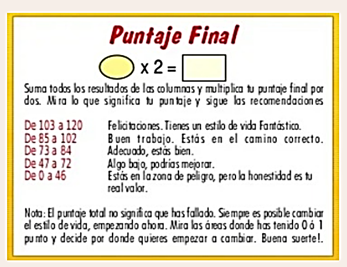 Puntaje Final
x 2 =
Suma todos los resultados de las columnas y multiplica tu puntaje final por
dos. Mira lo que significa tu puntaje y sigue las recomendaciones
De 103 a 120 Felicitaciones. Tienes un estilo de vida Fantástico.
De 85 a 102 Buen trabajo. Estás en el camino correcto.
De 73 a 84 Adecuado, estás bien.
De 47 a 72 Algo bajo, podrías mejorar.
De 0 a 46 Estás en la zona de peligro, pero la honestidad es tu
real valor.
Nota: El puntaje total no significa que has fallado. Siempre es posible cambiar
el estilo de vida, empezando ahora. Mira las áreas donde has tenido 0 ó 1
punto y decide por donde quieres empezar a cambiar. Buena suerte!.